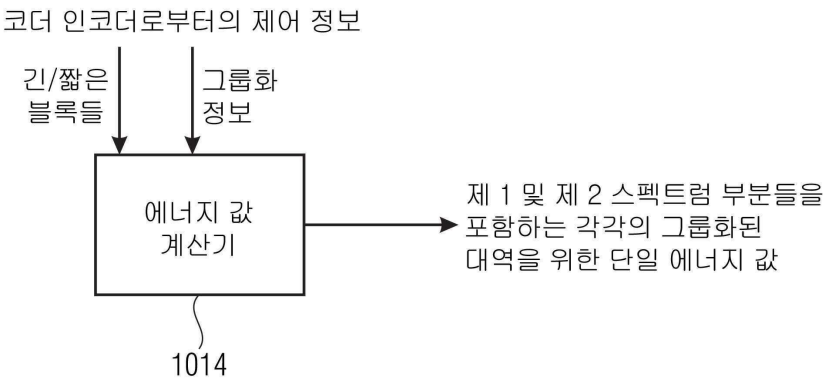 코더 인코더로부터의 제어 정보
긴/짧은
블록들
그룹화
정보
에너지 값
계산기
제 1 및 제 2 스펙트럼 부분들을
포함하는 각각의 그룹화된
대역을 위한 단일 에너지 값
1014